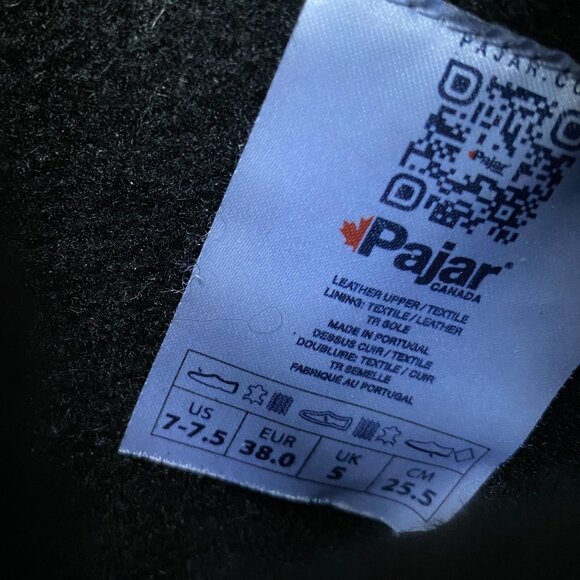 PAJAR.CO
Pajar
Pajar®
CANADA
LEATHER UPPER / TEXTILE
LINING: TEXTILE / LEATHER
TR SOLE
MADE IN PORTUGAL
DESSUS CUIR / TEXTILE
DOUBLURE: TEXTILE / CUIR
TR SEMELLE
FABRIQUÉ AU PORTUGAL
US EUR UK CM
7-7.5 38.0 5 25.5